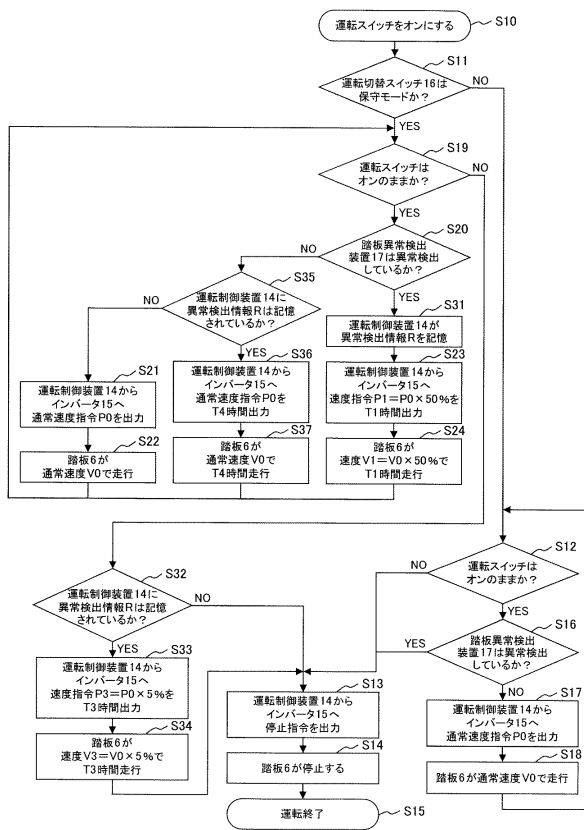 運転スイッチをオンにする
S10
運転切替スイッチ16は
保守モードか?
S11
NO
YES
運転スイッチは
オンのままか?
S19
NO
YES
踏板異常検出
装置17は異常検出
しているか?
S20
NO
YES
運転制御装置14に
異常検出情報Rは記憶
されているか?
S35
NO
YES
運転制御装置14が
異常検出情報Rを記憶
S31
運転制御装置14から
インバータ15へ
通常速度指令P0を出力
S21
運転制御装置14から
インバータ15へ
通常速度指令P0を
T4時間出力
S36
運転制御装置14から
インバータ15へ
速度指令P1=P0×50%を
T1時間出力
S23
踏板6が
通常速度V0で走行
S22
踏板6が
通常速度V0で
T4時間走行
S37
踏板6が
速度V1=V0×50%で
T1時間走行
S24
運転スイッチは
オンのままか?
S12
NO
YES
運転制御装置14に
異常検出情報Rは記憶
されているか?
S32
NO
YES
踏板異常検出
装置17は異常検出
しているか?
S16
YES
NO
運転制御装置14から
インバータ15へ
速度指令P3=P0×5%を
T3時間出力
S33
運転制御装置14から
インバータ15へ
停止指令を出力
S13
運転制御装置14から
インバータ15へ
通常速度指令P0を出力
S17
踏板6が
速度V3=V0×5%で
T3時間走行
S34
踏板6が停止する
S14
踏板6が通常速度V0で走行
S18
運転終了
S15